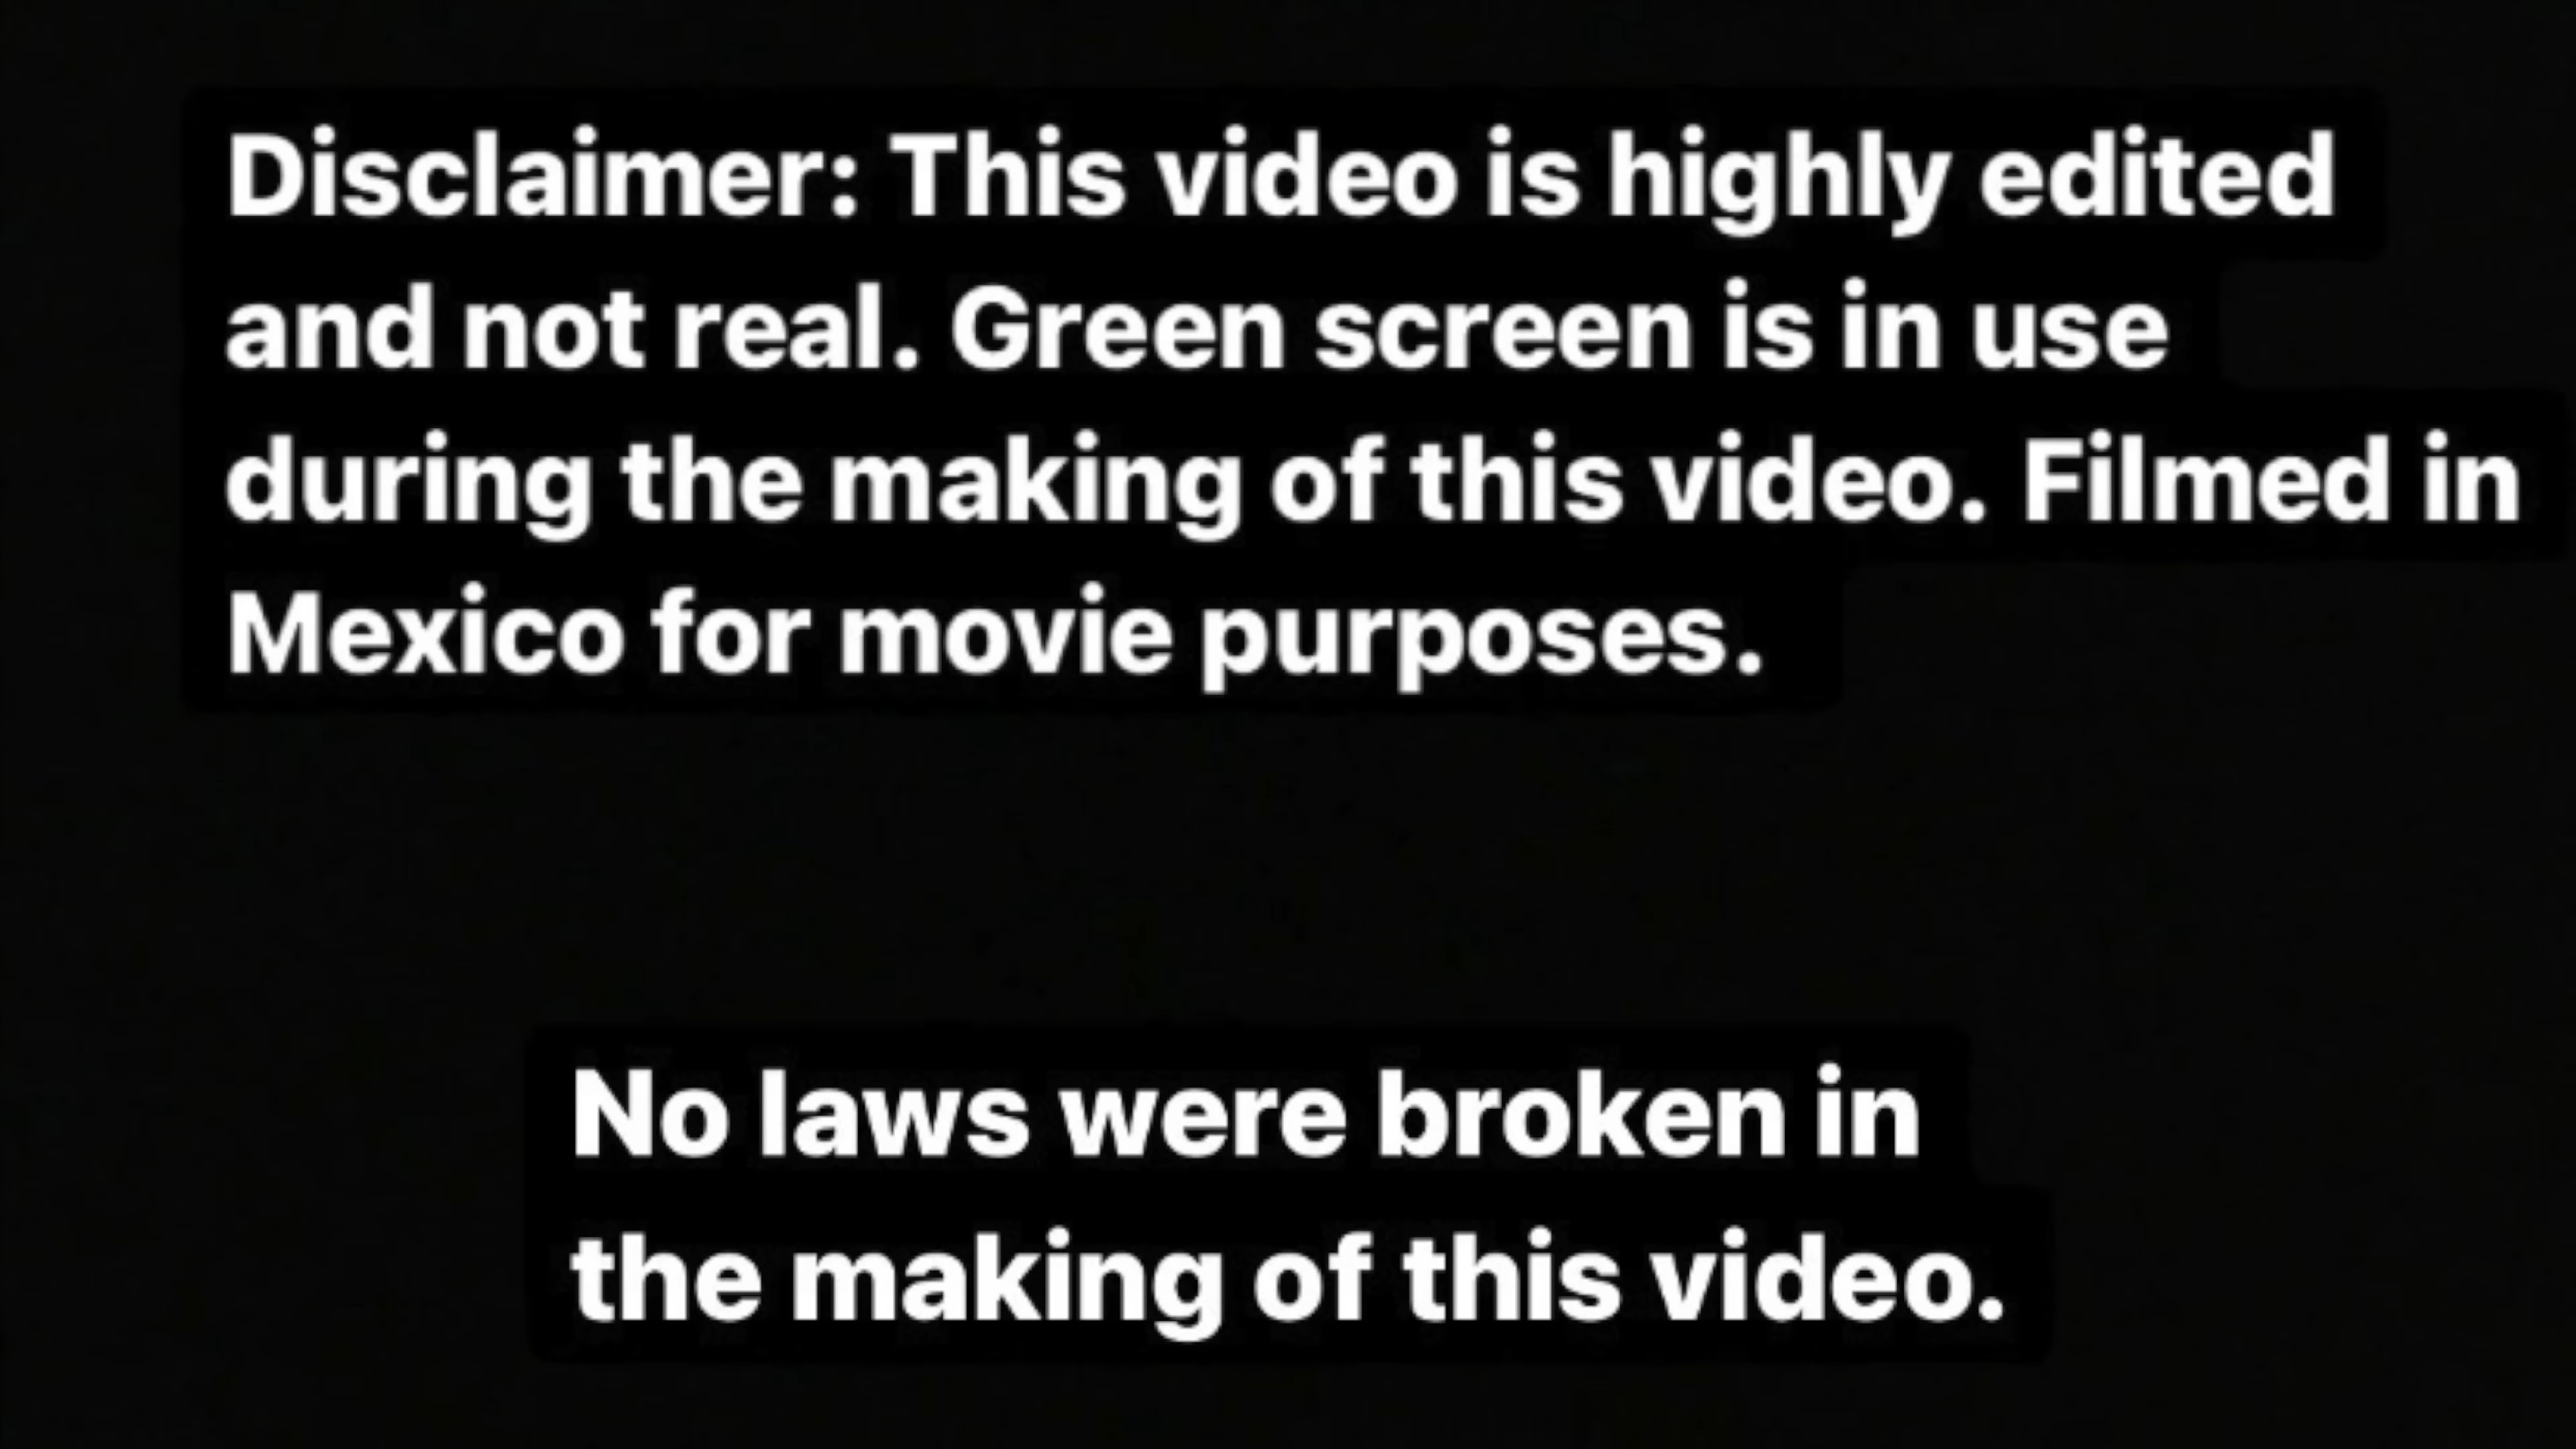 Disclaimer: This video is highly edited
and not real. Green screen is in use
during the making of this video. Filmed in
Mexico for movie purposes.
No laws were broken in
the making of this video.